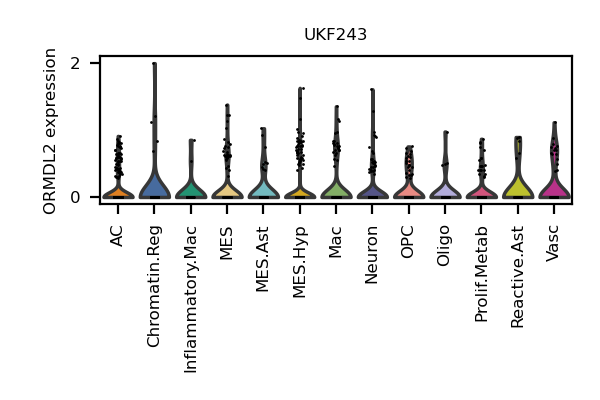 UKF243
ORMDL2 expression
2
0
AC
Chromatin.Reg
Inflammatory.Mac
MES
MES.Ast
MES.Hyp
Mac
Neuron
OPC
Oligo
Prolif.Metab
Reactive.Ast
Vasc